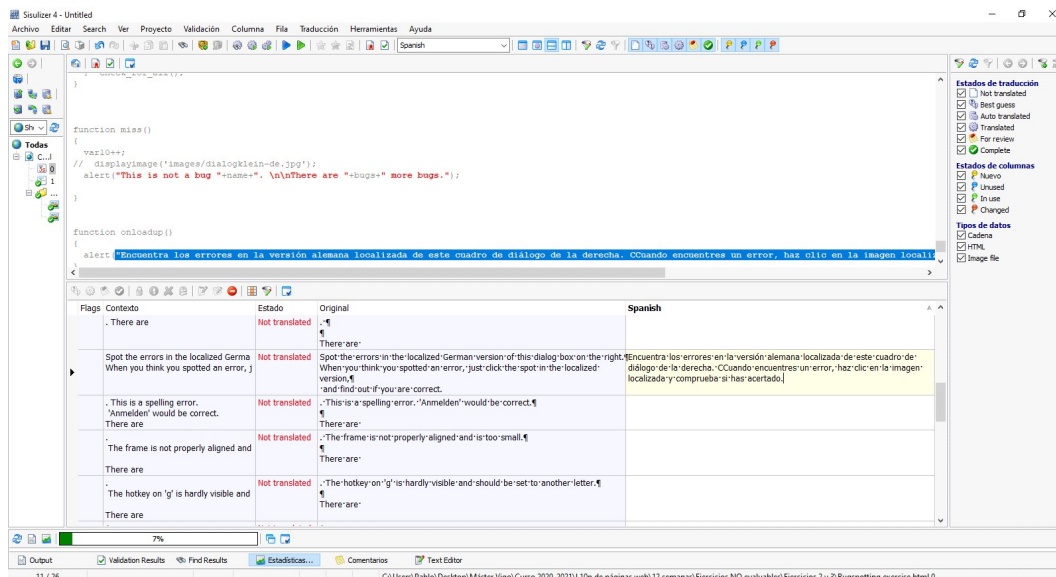 Sisulizer 4 - Untitled
Archivo Editar Search Ver Proyecto Validación Columna Fila Traducción Herramientas Ayuda
Spanish
Todas
}
function miss()
{
var10++;
// displayimage('images/dialogklein-de.jpg');
alert("This is not a bug "+name+". \n\nThere are "+bugs+" more bugs.");
}
function onloadup()
{
alert("Encuentra los errores en la versión alemana localizada de este cuadro de diálogo de la derecha. CCuando encuentres un error, haz clic en la imagen locali
Estados de traducción
Not translated
Best guess
Auto translated
Translated
For review
Complete
Estados de columnas
Nuevo
Unused
In use
Changed
Tipos de datos
Cadena
HTML
Image file
Flags Contexto Estado Original Spanish
. There are Not translated .·¶
¶
There·are·
Spot the errors in the localized Germa Not translated Spot·the·errors·in·the·localized·German·version·of·this·dialog·box·on·the·right.¶ Encuentra·los·errores·en·la·versión·alemana·localizada·de·este·cuadro·de·
When you think you spotted an error, j When·you·think·you·spotted·an·error,·just·click·the·spot·in·the·localized· diálogo·de·la·derecha.·CCuando·encuentres·un·error,·haz·clic·en·la·imagen·
version,¶ localizada·y·comprueba·si·has·acertado.
·and·find·out·if·you·are·correct.
. This is a spelling error. Not translated .·This·is·a·spelling·error.·'Anmelden'·would·be·correct.¶
'Anmelden' would be correct. ¶
There are There·are·
. Not translated .·The·frame·is·not·properly·aligned·and·is·too·small.¶
The frame is not properly aligned and ¶
There are There·are·
. Not translated .·The·hotkey·on·'g'·is·hardly·visible·and·should·be·set·to·another·letter.¶
The hotkey on 'g' is hardly visible and ¶
There are There·are·
7%
Output Validation Results Find Results Estadísticas... Comentarios Text Editor
11 / 26